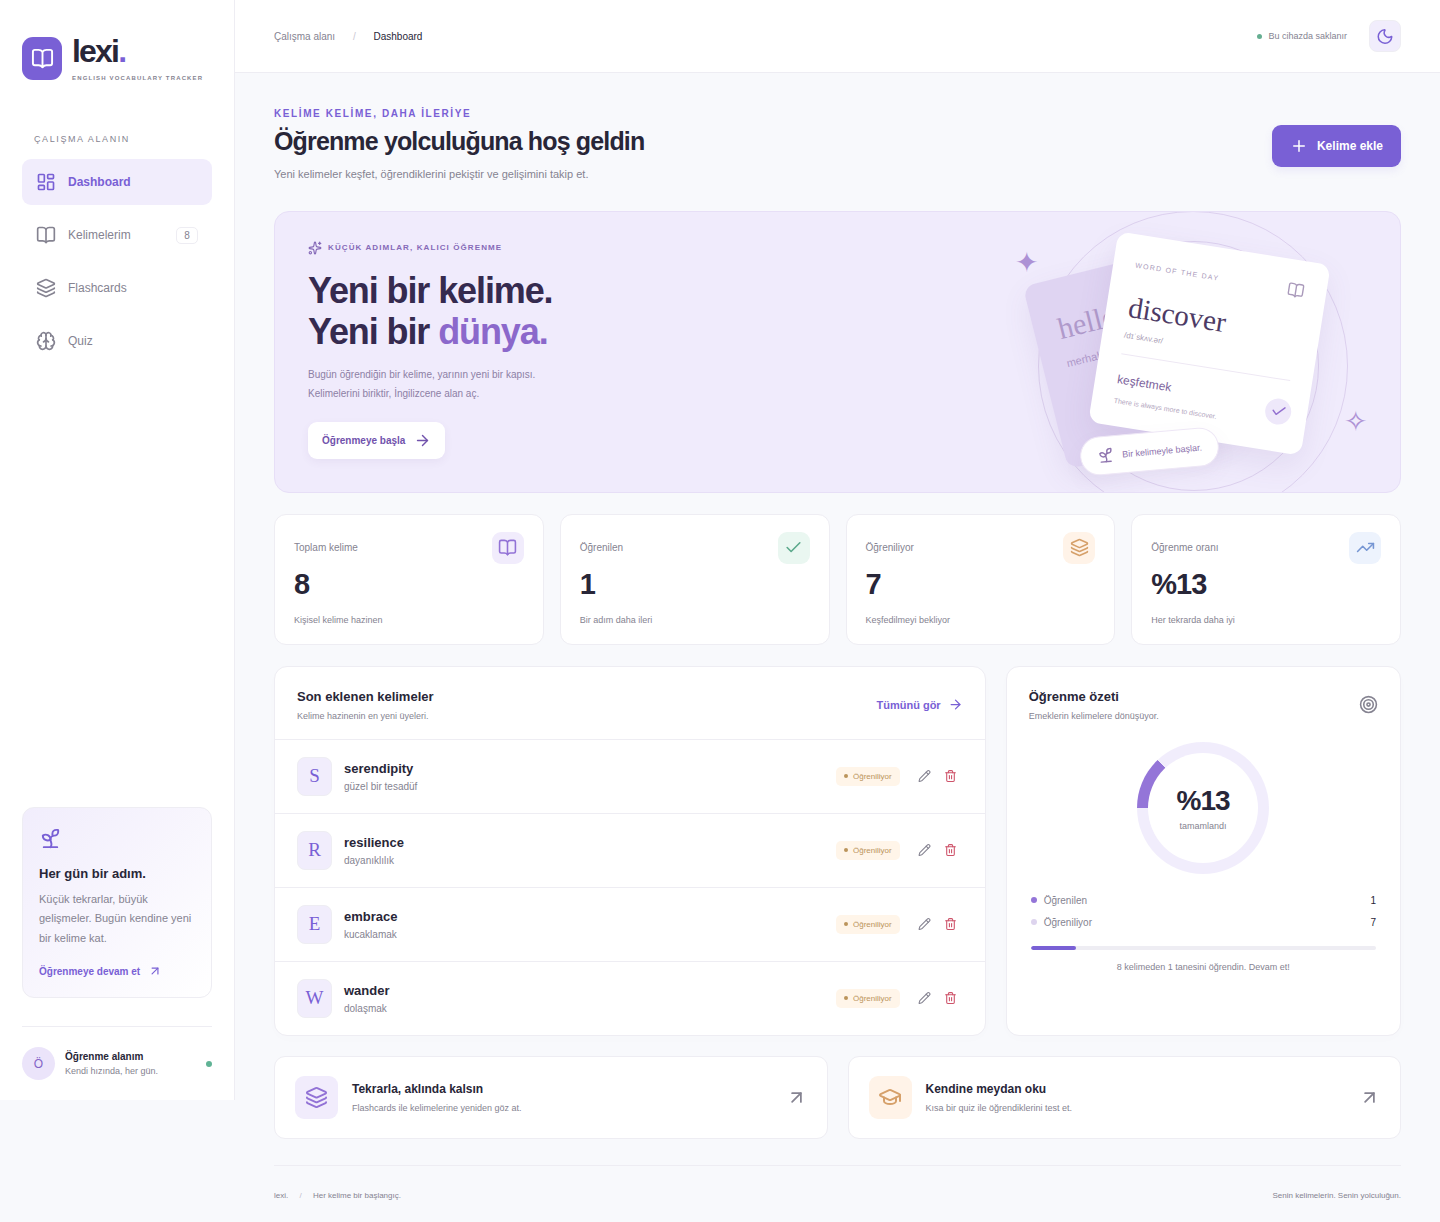 lexi.
ENGLISH VOCABULARY TRACKER
ÇALIŞMA ALANIN
Dashboard
Kelimelerim 8
Flashcards
Quiz
Her gün bir adım.
Küçük tekrarlar, büyük
gelişmeler. Bugün kendine yeni
bir kelime kat.
Öğrenmeye devam et
Ö
Öğrenme alanım
Kendi hızında, her gün.
Çalışma alanı / Dashboard
Bu cihazda saklanır
KELİME KELİME, DAHA İLERİYE
Öğrenme yolculuğuna hoş geldin
Yeni kelimeler keşfet, öğrendiklerini pekiştir ve gelişimini takip et.
Kelime ekle
KÜÇÜK ADIMLAR, KALICI ÖĞRENME
Yeni bir kelime.
Yeni bir dünya.
Bugün öğrendiğin bir kelime, yarının yeni bir kapısı.
Kelimelerini biriktir, İngilizcene alan aç.
Öğrenmeye başla
WORD OF THE DAY
discover
keşfetmek
There is always more to discover.
Bir kelimeyle başlar.
Toplam kelime
8
Kişisel kelime hazinen
Öğrenilen
1
Bir adım daha ileri
Öğreniliyor
7
Keşfedilmeyi bekliyor
Öğrenme oranı
%13
Her tekrarda daha iyi
Son eklenen kelimeler
Kelime hazinenin en yeni üyeleri.
Tümünü gör
S
serendipity
güzel bir tesadüf
Öğreniliyor
R
resilience
dayanıklılık
Öğreniliyor
E
embrace
kucaklamak
Öğreniliyor
W
wander
dolaşmak
Öğreniliyor
Öğrenme özeti
Emeklerin kelimelere dönüşüyor.
%13
tamamlandı
Öğrenilen 1
Öğreniliyor 7
8 kelimeden 1 tanesini öğrendin. Devam et!
Tekrarla, aklında kalsın
Flashcards ile kelimelerine yeniden göz at.
Kendine meydan oku
Kısa bir quiz ile öğrendiklerini test et.
lexi. / Her kelime bir başlangıç.
Senin kelimelerin. Senin yolculuğun.